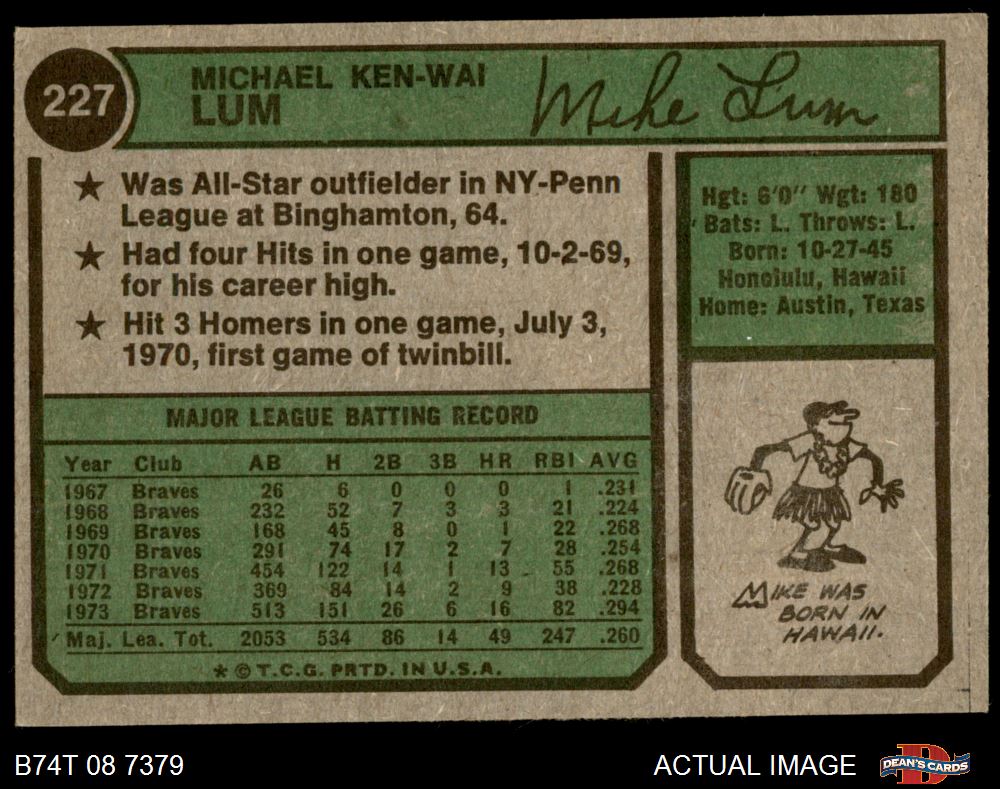 227
MICHAEL KEN-WAI
LUM
Mike Lum
★ Was All-Star outfielder in NY-Penn
League at Binghamton, 64.
★ Had four Hits in one game, 10-2-69,
for his career high.
★ Hit 3 Homers in one game, July 3,
1970, first game of twinbill.
Hgt: 6'0" Wgt: 180
Bats: L. Throws: L.
Born: 10-27-45
Honolulu, Hawaii
Home: Austin, Texas
MAJOR LEAGUE BATTING RECORD
Year Club AB H 2B 3B HR RBI AVG
1967 Braves 26 6 0 0 0 1 .231
1968 Braves 232 52 7 3 3 21 .224
1969 Braves 168 45 8 0 1 22 .268
1970 Braves 291 74 17 2 7 28 .254
1971 Braves 454 122 14 1 13 55 .268
1972 Braves 369 84 14 2 9 38 .228
1973 Braves 513 151 26 6 16 82 .294
Maj. Lea. Tot. 2053 534 86 14 49 247 .260
* © T.C.G. PRTD. IN U.S.A.
MIKE WAS
BORN IN
HAWAII.
B74T 08 7379
ACTUAL IMAGE
DEAN'S CARDS